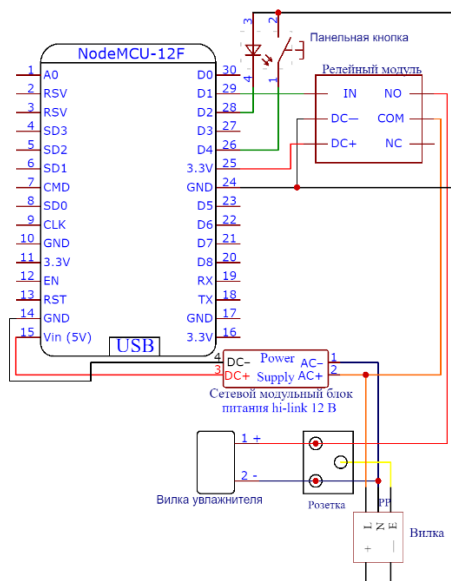 NodeMCU-12F
1 A0
2 RSV
3 RSV
4 SD3
5 SD2
6 SD1
7 CMD
8 SD0
9 CLK
10 GND
11 3.3V
12 EN
13 RST
14 GND
15 Vin (5V)
D0 30
D1 29
D2 28
D3 27
D4 26
3.3V 25
GND 24
D5 23
D6 22
D7 21
D8 20
RX 19
TX 18
GND 17
3.3V 16
USB
3 2
4 1
Панельная кнопка
Релейный модуль
IN NO
DC— COM
DC+ NC
4 DC– Power AC– 1
3 DC+ Supply AC+ 2
Сетевой модульный блок
питания hi-link 12 В
1 +
2 -
Вилка увлажнителя
Розетка
PP
L N E
+ —
Вилка